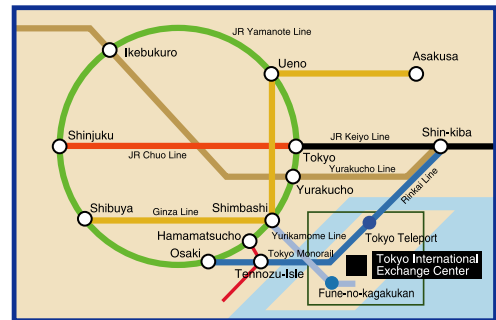 JR Yamanote Line
Ikebukuro
Ueno
Asakusa
Shinjuku
JR Chuo Line
JR Keiyo Line
Shin-kiba
Tokyo
Yurakucho Line
Yurakucho
Rinkai Line
Shibuya
Ginza Line
Shimbashi
Hamamatsucho
Yurikamome Line
Tokyo Teleport
Osaki
Tokyo Monorail
Tennozu-Isle
Tokyo International
Exchange Center
Fune-no-kagakukan